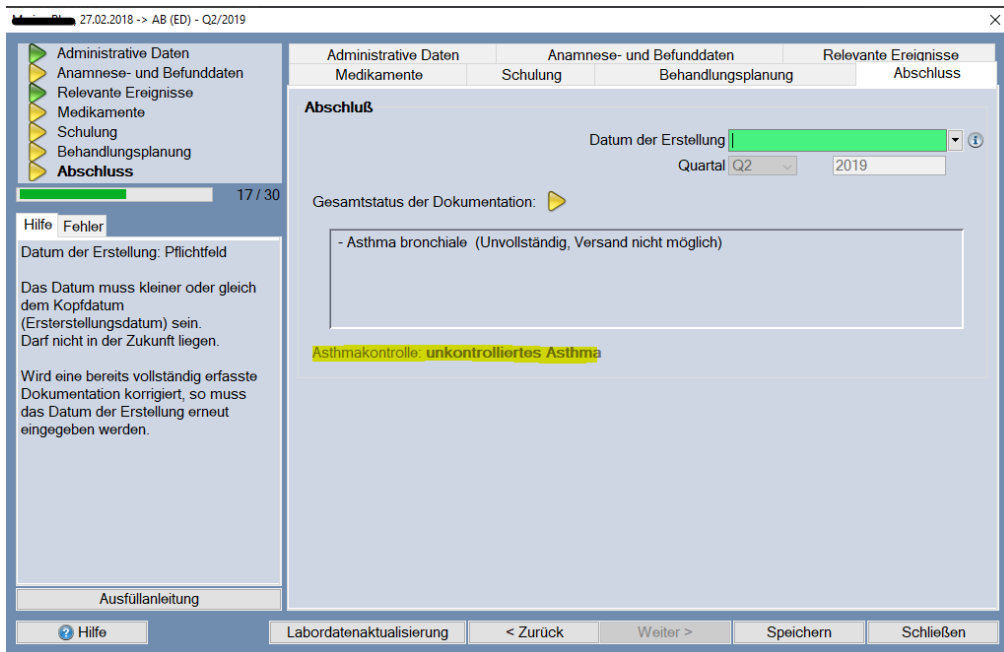 27.02.2018 -> AB (ED) - Q2/2019
Administrative Daten
Anamnese- und Befunddaten
Relevante Ereignisse
Medikamente
Schulung
Behandlungsplanung
Abschluss
17 / 30
Hilfe Fehler
Datum der Erstellung: Pflichtfeld
Das Datum muss kleiner oder gleich
dem Kopfdatum
(Ersterstellungsdatum) sein.
Darf nicht in der Zukunft liegen.
Wird eine bereits vollständig erfasste
Dokumentation korrigiert, so muss
das Datum der Erstellung erneut
eingegeben werden.
Ausfüllanleitung
Administrative Daten Anamnese- und Befunddaten Relevante Ereignisse
Medikamente Schulung Behandlungsplanung Abschluss
Abschluß
Datum der Erstellung
Quartal Q2 2019
Gesamtstatus der Dokumentation:
- Asthma bronchiale (Unvollständig, Versand nicht möglich)
Asthmakontrolle: unkontrolliertes Asthma
Hilfe Labordatenaktualisierung < Zurück Weiter > Speichern Schließen